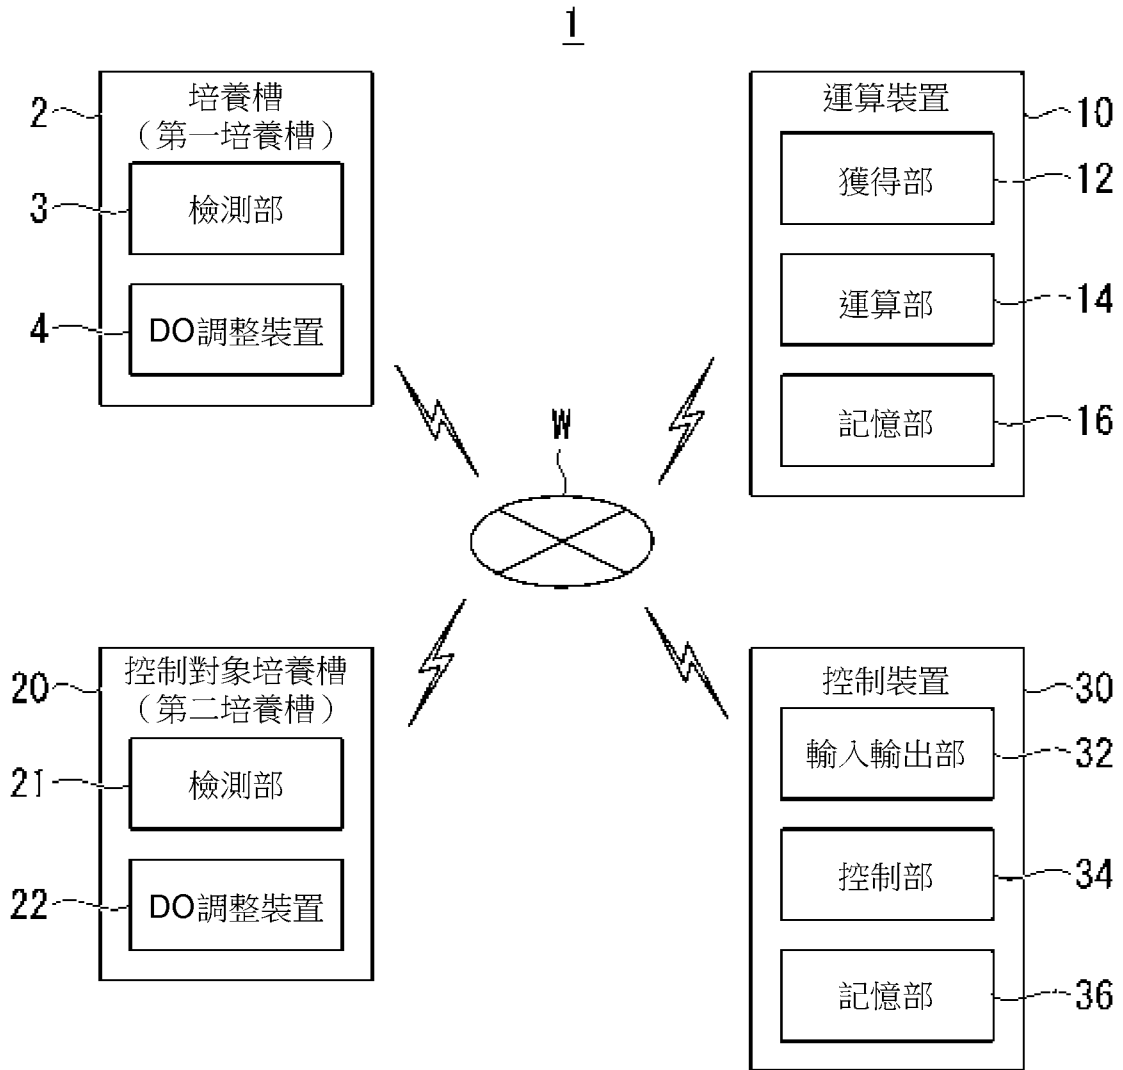 1
2
培養槽
（第一培養槽）
3
檢測部
4
DO調整裝置
運算裝置
10
獲得部
12
運算部
14
記憶部
16
W
20
控制對象培養槽
（第二培養槽）
21
檢測部
22
DO調整裝置
控制裝置
30
輸入輸出部
32
控制部
34
記憶部
36